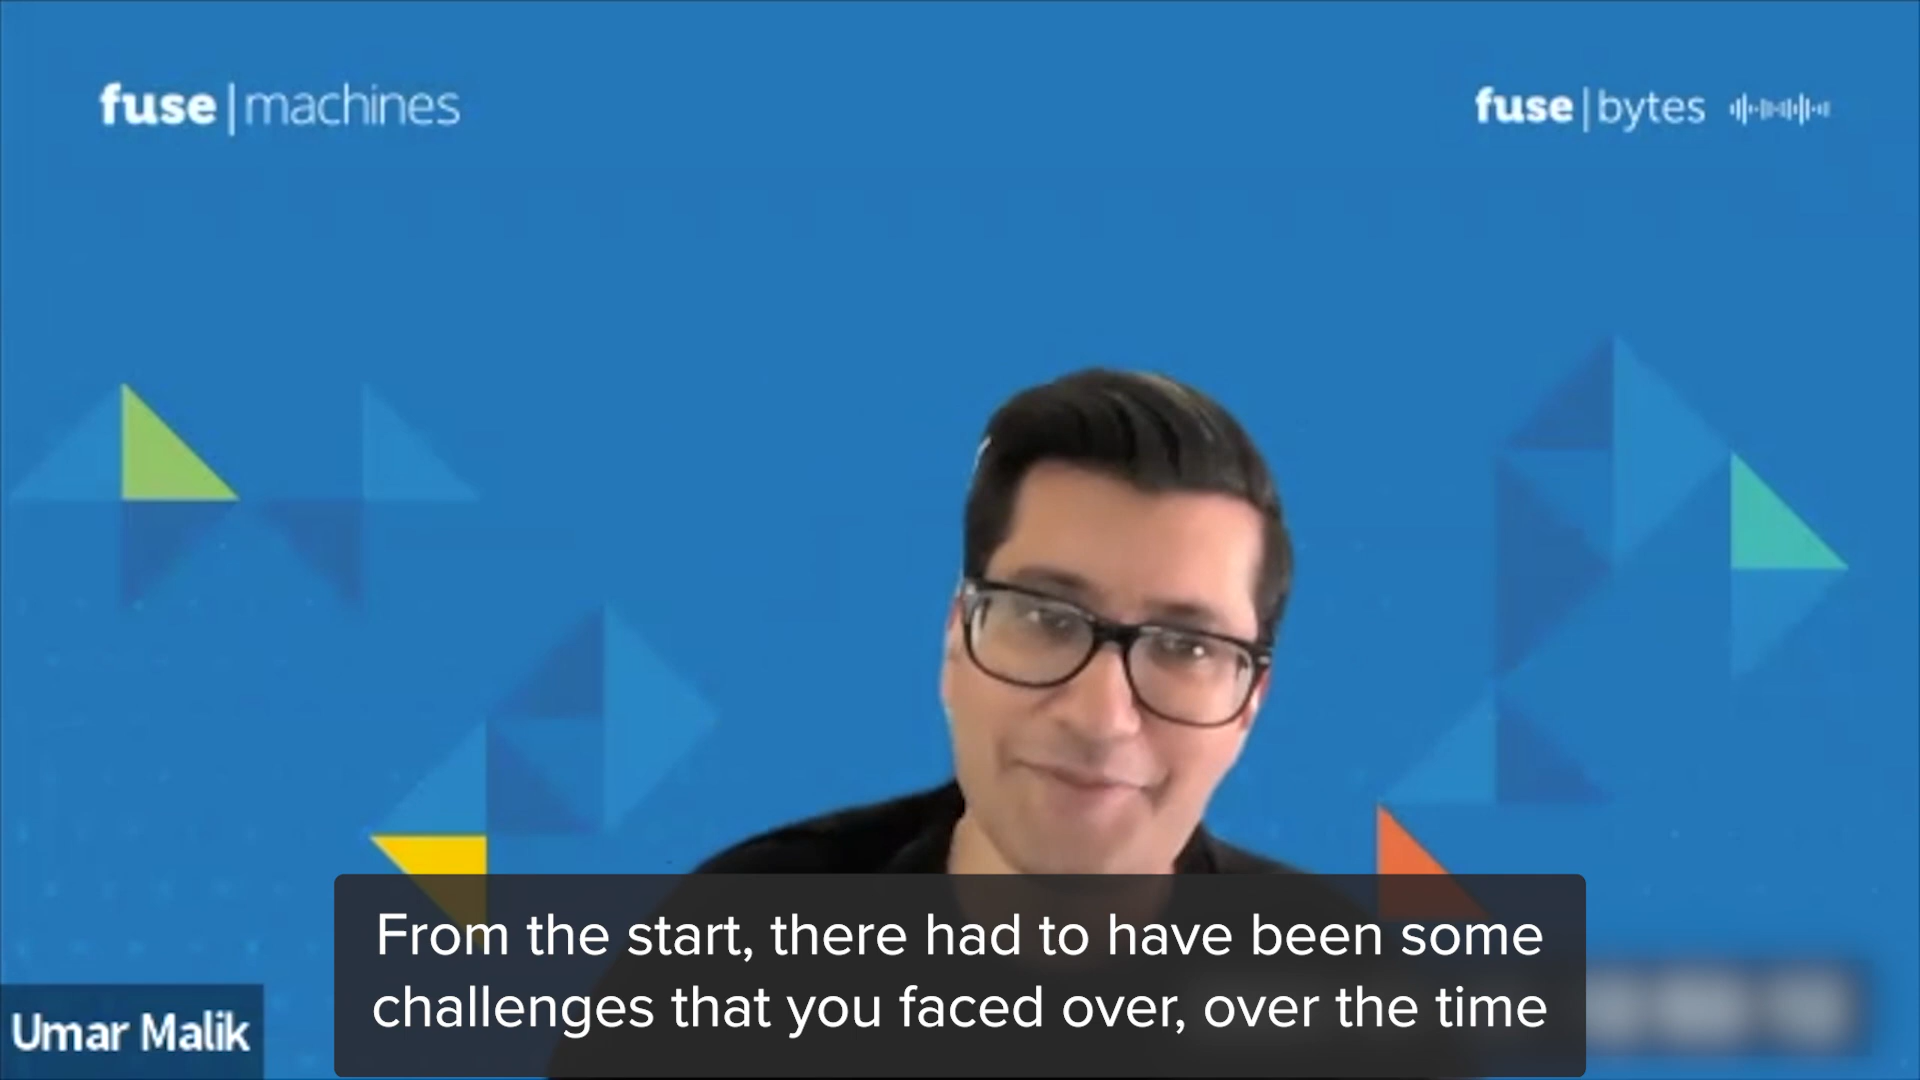 fuse|machines
fuse|bytes
From the start, there had to have been some
challenges that you faced over, over the time
Umar Malik